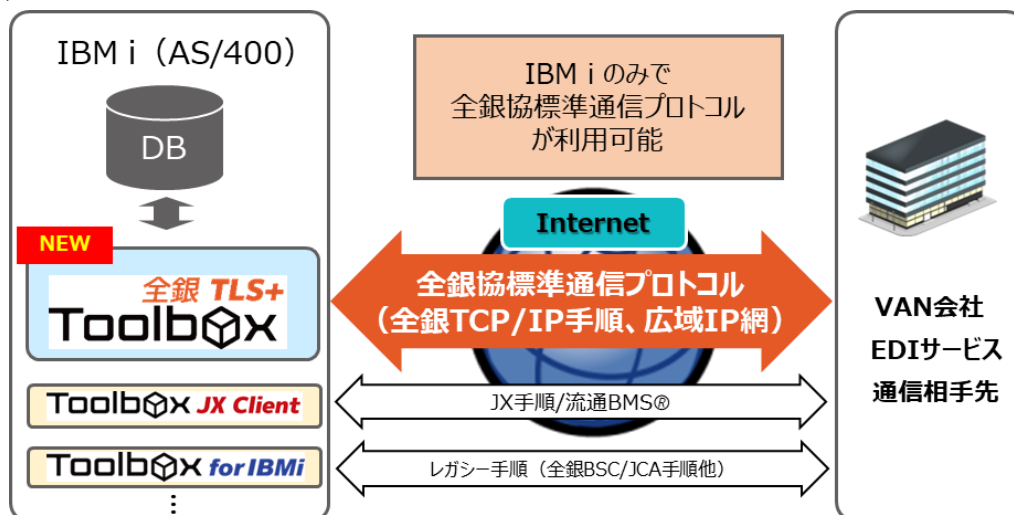 IBM i（AS/400）
DB
NEW
全銀 TLS+
Toolbox
Toolbox JX Client
Toolbox for IBMi
⋮
IBM i のみで
全銀協標準通信プロトコル
が利用可能
Internet
全銀協標準通信プロトコル
（全銀TCP/IP手順、広域IP網）
JX手順/流通BMS®
レガシー手順（全銀BSC/JCA手順他）
VAN会社
EDIサービス
通信相手先